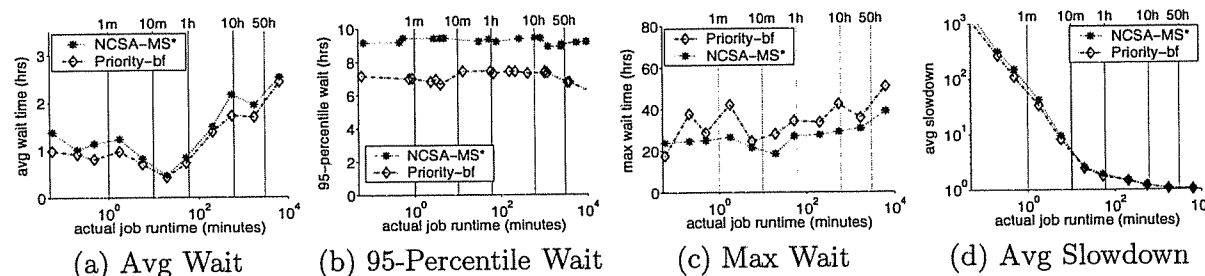 1m 10m 1h 10h 50h
3
2
1
0
avg wait time (hrs)
NCSA-MS*
Priority-bf
10^0 10^2 10^4
actual job runtime (minutes)
(a) Avg Wait
1m 10m 1h 10h 50h
10
8
6
4
2
0
95-percentile wait (hrs)
NCSA-MS*
Priority-bf
10^0 10^2 10^4
actual job runtime (minutes)
(b) 95-Percentile Wait
1m 10m 1h 10h 50h
80
60
40
20
0
max wait time (hrs)
Priority-bf
NCSA-MS*
10^0 10^2 10^4
actual job runtime (minutes)
(c) Max Wait
1m 10m 1h 10h 50h
10^3
10^2
10^1
10^0
avg slowdown
NCSA-MS*
Priority-bf
10^0 10^2 10^4
actual job runtime (minutes)
(d) Avg Slowdown